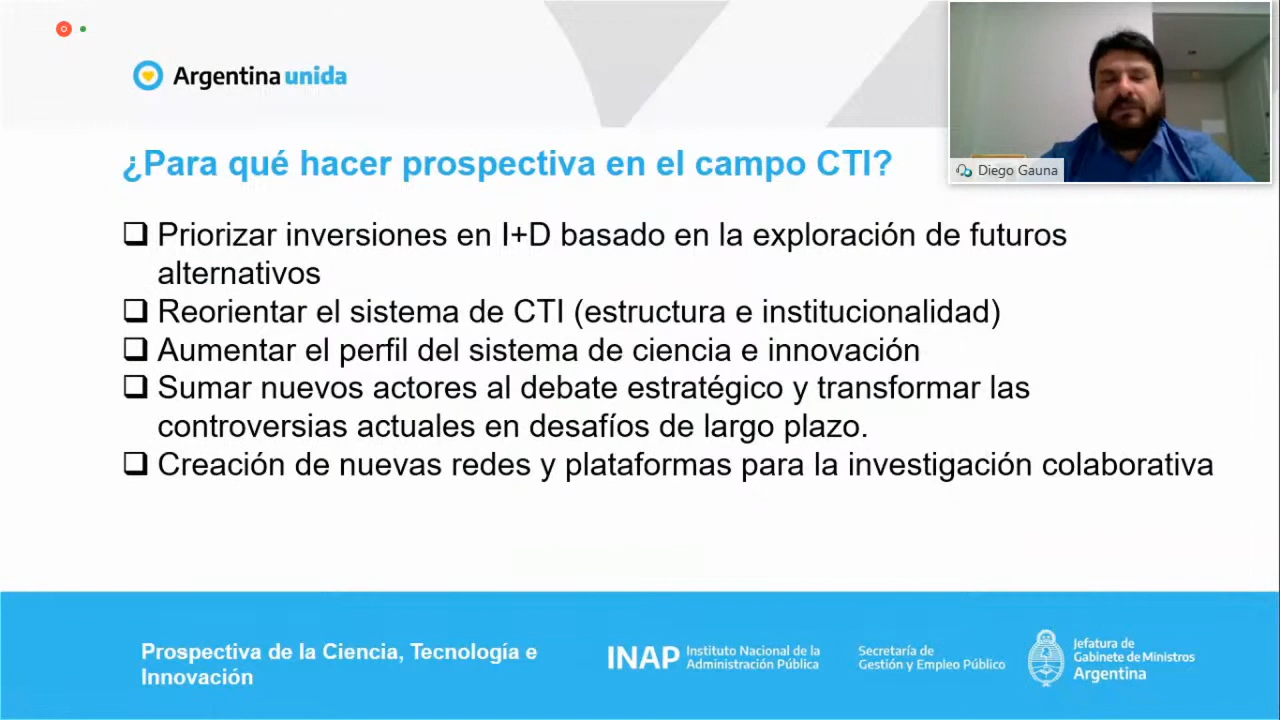 Argentina unida
¿Para qué hacer prospectiva en el campo CTI?
Diego Gauna
Priorizar inversiones en I+D basado en la exploración de futuros
alternativos
Reorientar el sistema de CTI (estructura e institucionalidad)
Aumentar el perfil del sistema de ciencia e innovación
Sumar nuevos actores al debate estratégico y transformar las
controversias actuales en desafíos de largo plazo.
Creación de nuevas redes y plataformas para la investigación colaborativa
Prospectiva de la Ciencia, Tecnología e
Innovación
INAP
Instituto Nacional de la
Administración Pública
Secretaría de
Gestión y Empleo Público
Jefatura de
Gabinete de Ministros
Argentina